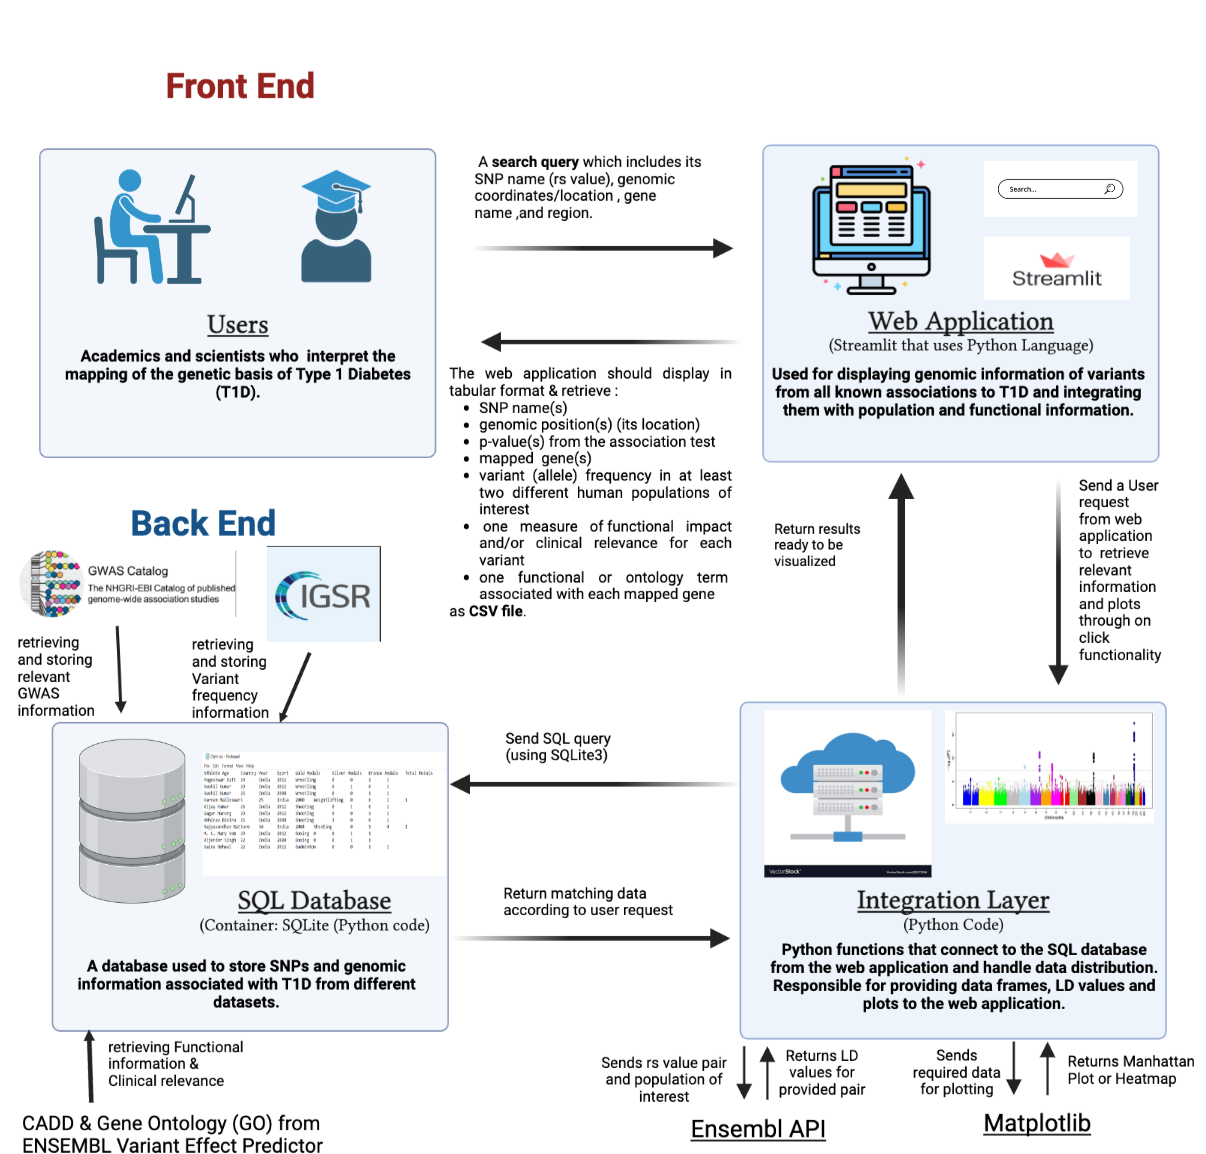 Front End
A search query which includes its
SNP name (rs value), genomic
coordinates/location , gene
name ,and region.
Search...
Streamlit
Users
Academics and scientists who interpret the
mapping of the genetic basis of Type 1 Diabetes
(T1D).
Web Application
(Streamlit that uses Python Language)
Used for displaying genomic information of variants
from all known associations to T1D and integrating
them with population and functional information.
The web application should display in
tabular format & retrieve :
• SNP name(s)
• genomic position(s) (its location)
• p-value(s) from the association test
• mapped gene(s)
• variant (allele) frequency in at least
two different human populations of
interest
• one measure of functional impact
and/or clinical relevance for each
variant
• one functional or ontology term
associated with each mapped gene
as CSV file.
Return results
ready to be
visualized
Send a User
request
from web
application
to retrieve
relevant
information
and plots
through on
click
functionality
Back End
GWAS Catalog
The NHGRI-EBI Catalog of published
genome-wide association studies
IGSR
retrieving
and storing
relevant
GWAS
information
retrieving
and storing
Variant
frequency
information
Send SQL query
(using SQLite3)
Return matching data
according to user request
SQL Database
(Container: SQLite (Python code)
A database used to store SNPs and genomic
information associated with T1D from different
datasets.
VectorStock
Integration Layer
(Python Code)
Python functions that connect to the SQL database
from the web application and handle data distribution.
Responsible for providing data frames, LD values and
plots to the web application.
retrieving Functional
information &
Clinical relevance
CADD & Gene Ontology (GO) from
ENSEMBL Variant Effect Predictor
Sends rs value pair
and population of
interest
Returns LD
values for
provided pair
Ensembl API
Sends
required data
for plotting
Returns Manhattan
Plot or Heatmap
Matplotlib